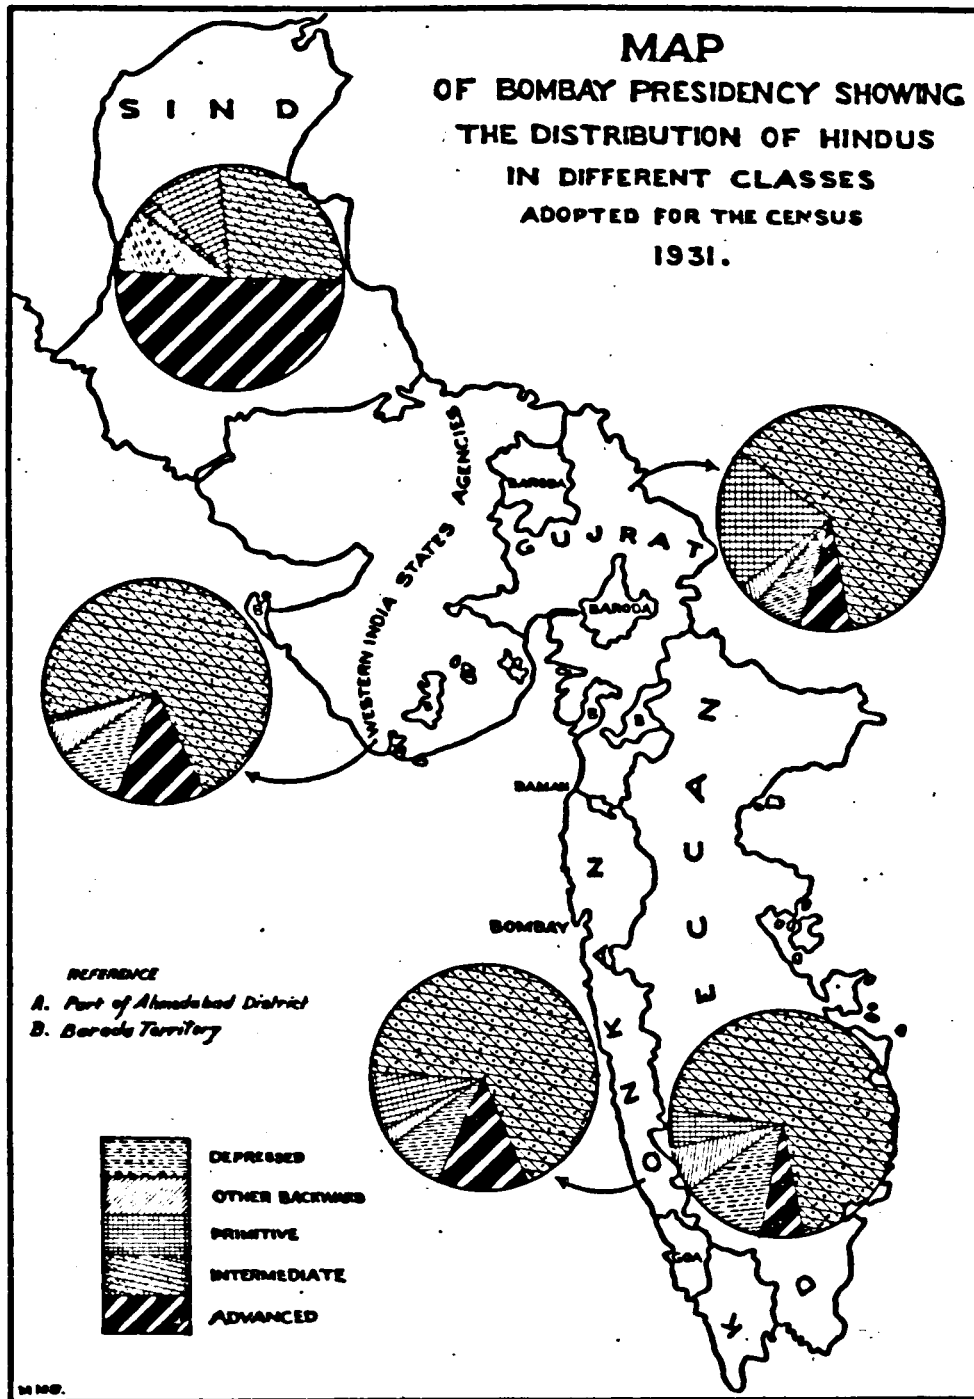 MAP
OF BOMBAY PRESIDENCY SHOWING
THE DISTRIBUTION OF HINDUS
IN DIFFERENT CLASSES
ADOPTED FOR THE CENSUS
1931.
SIND
WESTERN INDIA STATES AGENCIES
BARODA
GUJRAT
BARODA
B
B
B
DAMAN
BOMBAY
KONKAN
DECCAN
GOA
K
D
REFERENCE
A. Part of Ahmedabad District
B. Baroda Territory
DEPRESSED
OTHER BACKWARD
PRIMITIVE
INTERMEDIATE
ADVANCED